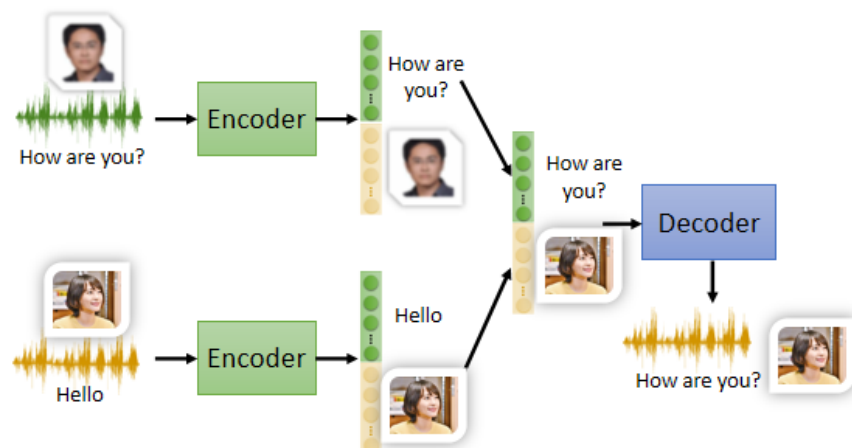 How are
you?
Encoder
How are you?
How are
you?
Decoder
Hello
Encoder
Hello
How are you?